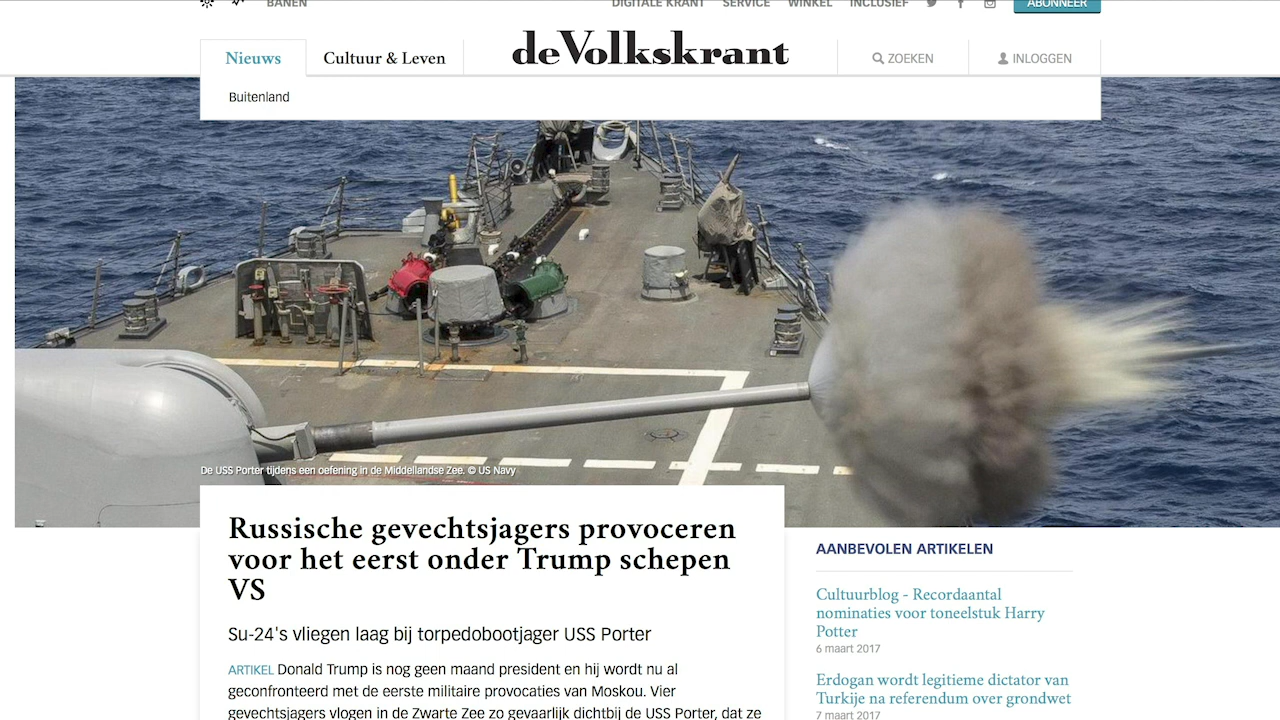 BANEN
DIGITALE KRANT SERVICE WINKEL INCLUSIEF
ABONNEER
Nieuws
Cultuur & Leven
deVolkskrant
ZOEKEN
INLOGGEN
Buitenland
De USS Porter tijdens een oefening in de Middellandse Zee. © US Navy
Russische gevechtsjagers provoceren
voor het eerst onder Trump schepen
VS
Su-24's vliegen laag bij torpedobootjager USS Porter
ARTIKEL Donald Trump is nog geen maand president en hij wordt nu al
geconfronteerd met de eerste militaire provocaties van Moskou. Vier
gevechtsjagers vlogen in de Zwarte Zee zo gevaarlijk dichtbij de USS Porter, dat ze
AANBEVOLEN ARTIKELEN
Cultuurblog - Recordaantal
nominaties voor toneelstuk Harry
Potter
6 maart 2017
Erdogan wordt legitieme dictator van
Turkije na referendum over grondwet
7 maart 2017